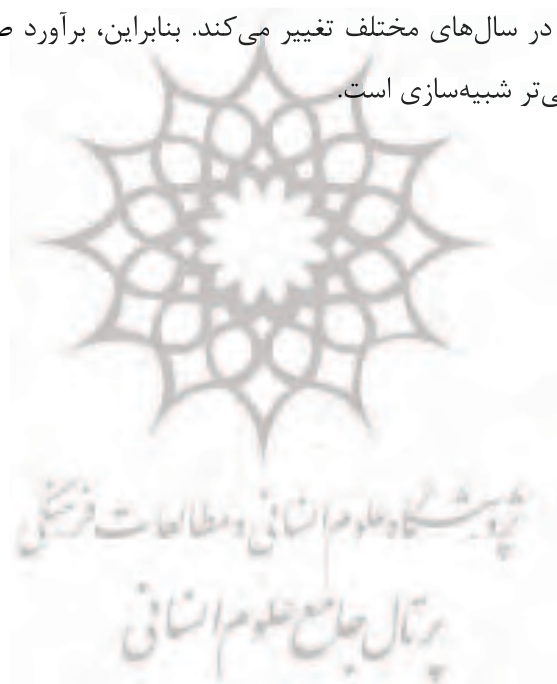 در سال‌های مختلف تغییر می‌کند. بنابراین، برآورد
شبیه‌سازی است.
پژوهشگاه علوم انسانی و مطالعات فرهنگی
پرتال جامع علوم انسانی